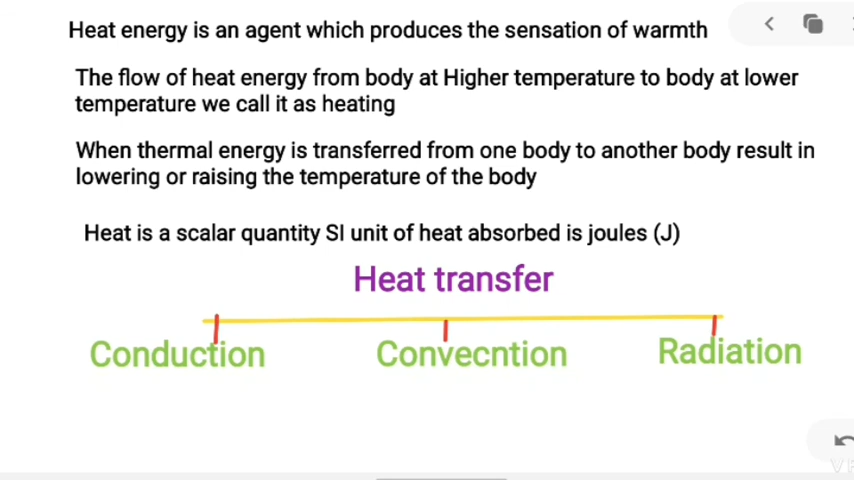 Heat energy is an agent which produces the sensation of warmth
The flow of heat energy from body at Higher temperature to body at lower
temperature we call it as heating
When thermal energy is transferred from one body to another body result in
lowering or raising the temperature of the body
Heat is a scalar quantity SI unit of heat absorbed is joules (J)
Heat transfer
Conduction Convecntion Radiation